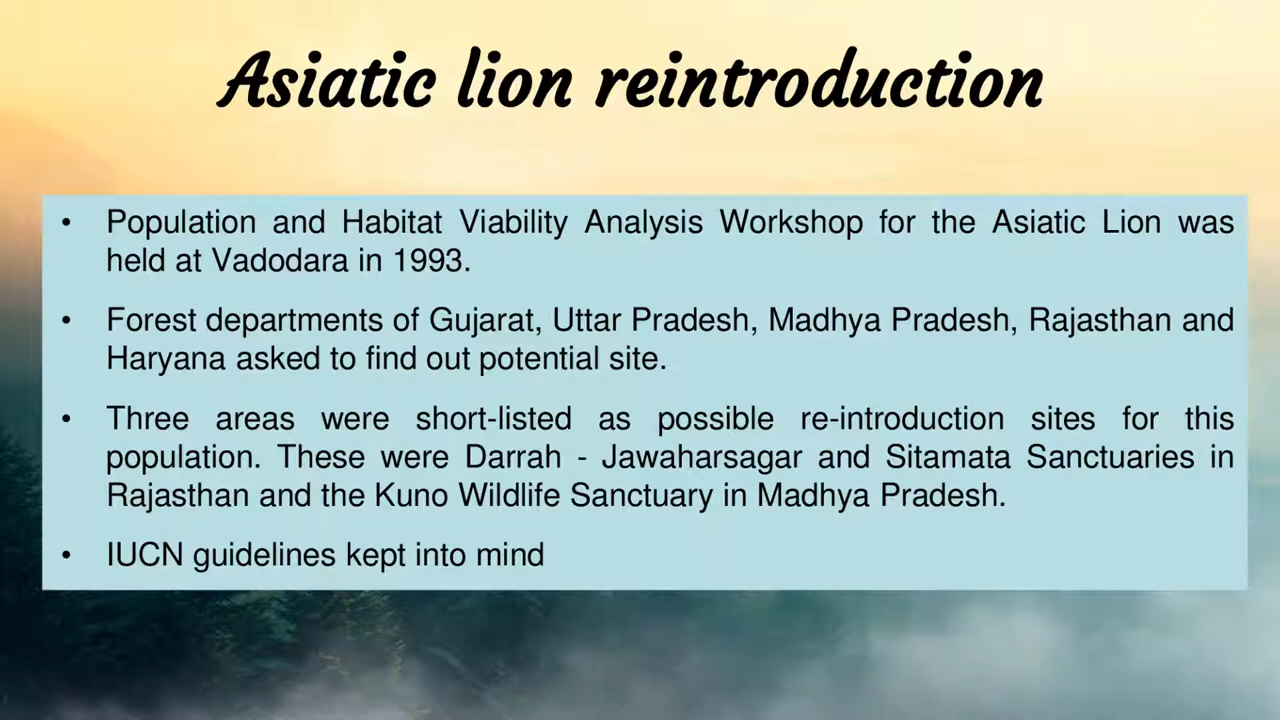 Asiatic lion reintroduction
• Population and Habitat Viability Analysis Workshop for the Asiatic Lion was
held at Vadodara in 1993.
• Forest departments of Gujarat, Uttar Pradesh, Madhya Pradesh, Rajasthan and
Haryana asked to find out potential site.
• Three areas were short-listed as possible re-introduction sites for this
population. These were Darrah - Jawaharsagar and Sitamata Sanctuaries in
Rajasthan and the Kuno Wildlife Sanctuary in Madhya Pradesh.
• IUCN guidelines kept into mind